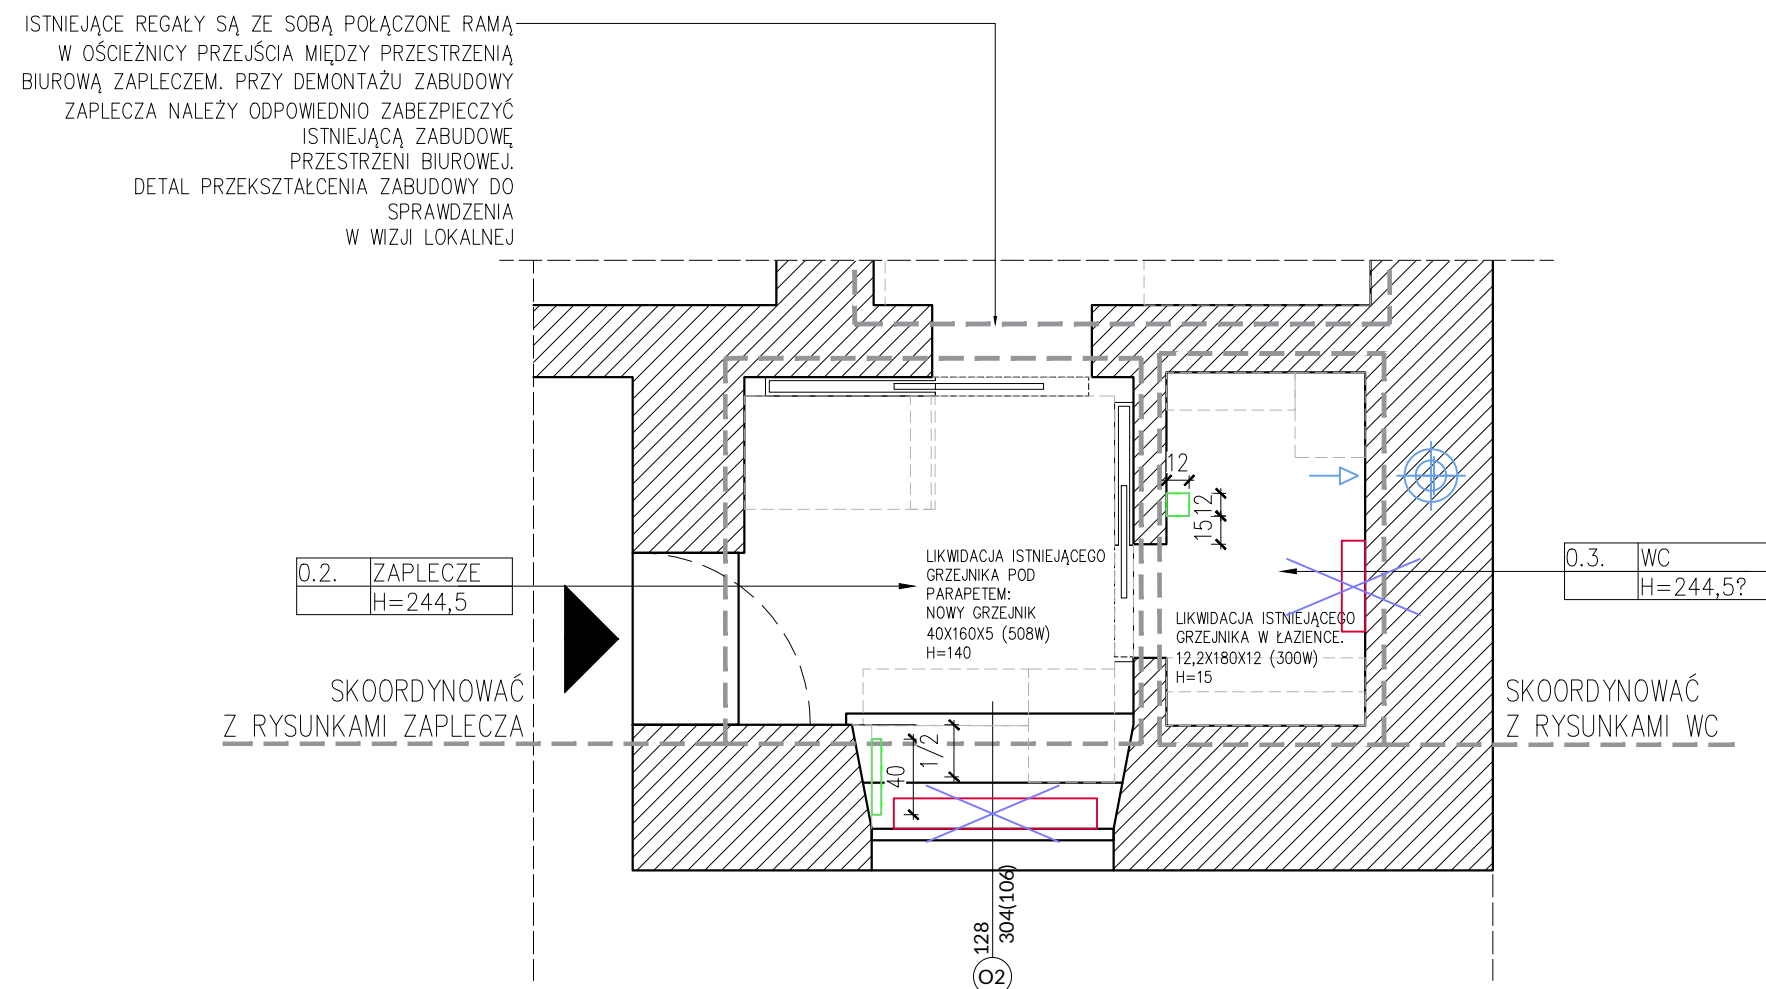 ISTNIEJĄCE REGAŁY SĄ ZE SOBĄ POŁĄCZONE RAMĄ
W OŚCIEŻNICY PRZEJŚCIA MIĘDZY PRZESTRZENIĄ
BIUROWĄ ZAPLECZEM. PRZY DEMONTAŻU ZABUDOWY
ZAPLECZA NALEŻY ODPOWIEDNIO ZABEZPIECZYĆ
ISTNIEJĄCĄ ZABUDOWĘ
PRZESTRZENI BIUROWEJ.
DETAL PRZEKSZTAŁCENIA ZABUDOWY DO
SPRAWDZENIA
W WIZJI LOKALNEJ
12
12
15
0.2. ZAPLECZE
H=244,5
LIKWIDACJA ISTNIEJĄCEGO
GRZEJNIKA POD
PARAPETEM:
NOWY GRZEJNIK
40X160X5 (508W)
H=140
0.3. WC
H=244,5?
LIKWIDACJA ISTNIEJĄCEGO
GRZEJNIKA W ŁAZIENCE.
12,2X180X12 (300W)
H=15
SKOORDYNOWAĆ
Z RYSUNKAMI ZAPLECZA
SKOORDYNOWAĆ
Z RYSUNKAMI WC
1/2
40
128
304(106)
O2